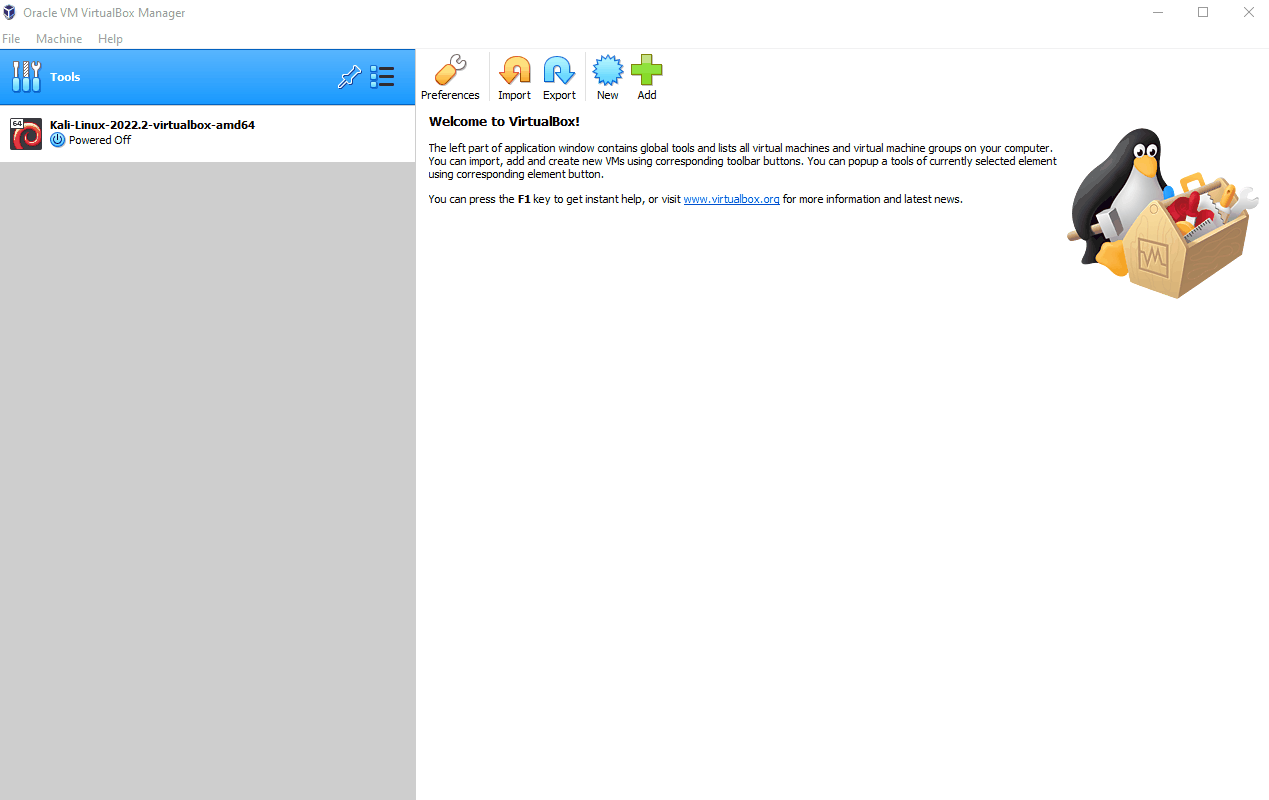 Oracle VM VirtualBox Manager
File Machine Help
Tools
Preferences Import Export New Add
64
Kali-Linux-2022.2-virtualbox-amd64
Powered Off
Welcome to VirtualBox!
The left part of application window contains global tools and lists all virtual machines and virtual machine groups on your computer.
You can import, add and create new VMs using corresponding toolbar buttons. You can popup a tools of currently selected element
using corresponding element button.
You can press the F1 key to get instant help, or visit www.virtualbox.org for more information and latest news.
VM